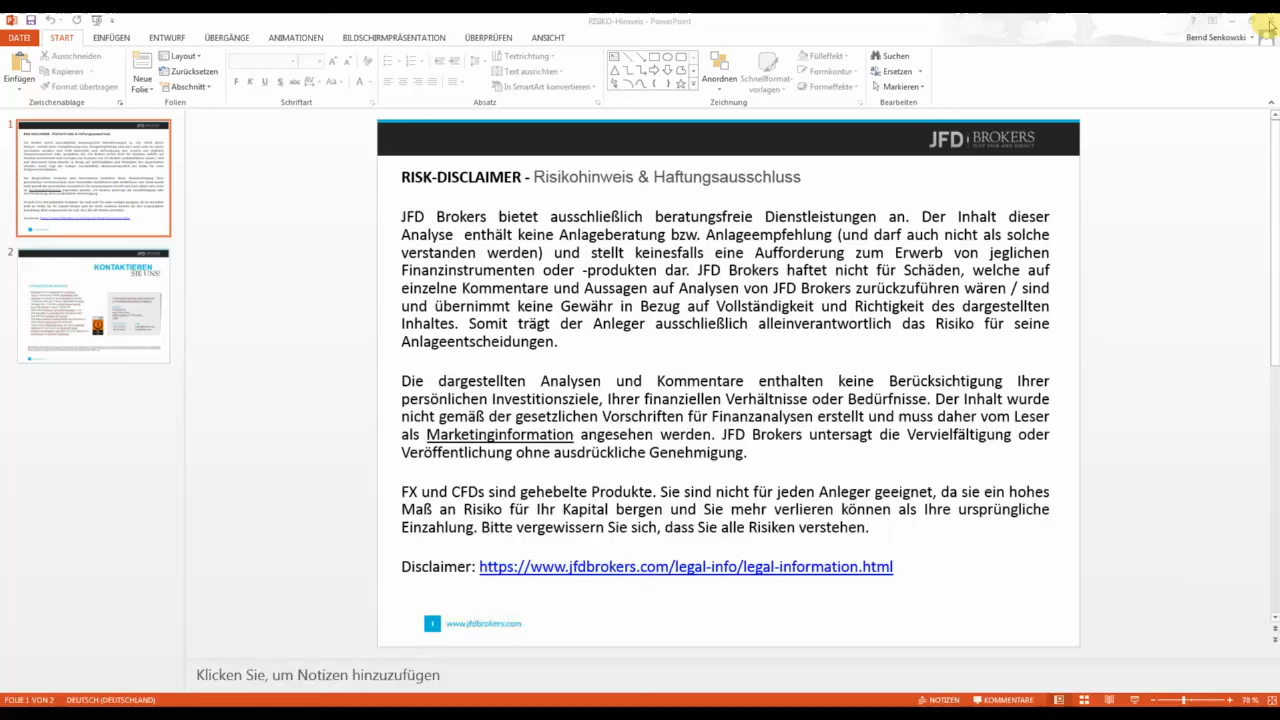 RISIKO-Hinweis - PowerPoint
DATEI START EINFÜGEN ENTWURF ÜBERGÄNGE ANIMATIONEN BILDSCHIRMPRÄSENTATION ÜBERPRÜFEN ANSICHT Bernd Senkowski
Einfügen
Ausschneiden
Kopieren
Format übertragen
Zwischenablage
Neue Folie
Layout
Zurücksetzen
Abschnitt
Folien
F K U S abc AV Aa A
Schriftart
Textrichtung
Text ausrichten
In SmartArt konvertieren
Absatz
Anordnen
Schnellformat-
vorlagen
Fülleffekt
Formkontur
Formeffekte
Zeichnung
Suchen
Ersetzen
Markieren
Bearbeiten
1
2
KONTAKTIEREN
SIE UNS!
JFD BROKERS
JUST FAIR AND DIRECT
RISK-DISCLAIMER - Risikohinweis & Haftungsausschluss
JFD Brokers bietet ausschließlich beratungsfreie Dienstleistungen an. Der Inhalt dieser
Analyse enthält keine Anlageberatung bzw. Anlageempfehlung (und darf auch nicht als solche
verstanden werden) und stellt keinesfalls eine Aufforderung zum Erwerb von jeglichen
Finanzinstrumenten oder -produkten dar. JFD Brokers haftet nicht für Schäden, welche auf
einzelne Kommentare und Aussagen auf Analysen von JFD Brokers zurückzuführen wären / sind
und übernimmt keine Gewähr in Bezug auf Vollständigkeit und Richtigkeit des dargestellten
Inhaltes. Somit trägt der Anleger ausschließlich alleinverantwortlich das Risiko für seine
Anlageentscheidungen.
Die dargestellten Analysen und Kommentare enthalten keine Berücksichtigung Ihrer
persönlichen Investitionsziele, Ihrer finanziellen Verhältnisse oder Bedürfnisse. Der Inhalt wurde
nicht gemäß der gesetzlichen Vorschriften für Finanzanalysen erstellt und muss daher vom Leser
als Marketinginformation angesehen werden. JFD Brokers untersagt die Vervielfältigung oder
Veröffentlichung ohne ausdrückliche Genehmigung.
FX und CFDs sind gehebelte Produkte. Sie sind nicht für jeden Anleger geeignet, da sie ein hohes
Maß an Risiko für Ihr Kapital bergen und Sie mehr verlieren können als Ihre ursprüngliche
Einzahlung. Bitte vergewissern Sie sich, dass Sie alle Risiken verstehen.
Disclaimer: https://www.jfdbrokers.com/legal-info/legal-information.html
1 www.jfdbrokers.com
Klicken Sie, um Notizen hinzuzufügen
FOLIE 1 VON 2 DEUTSCH (DEUTSCHLAND) NOTIZEN KOMMENTARE 78 %